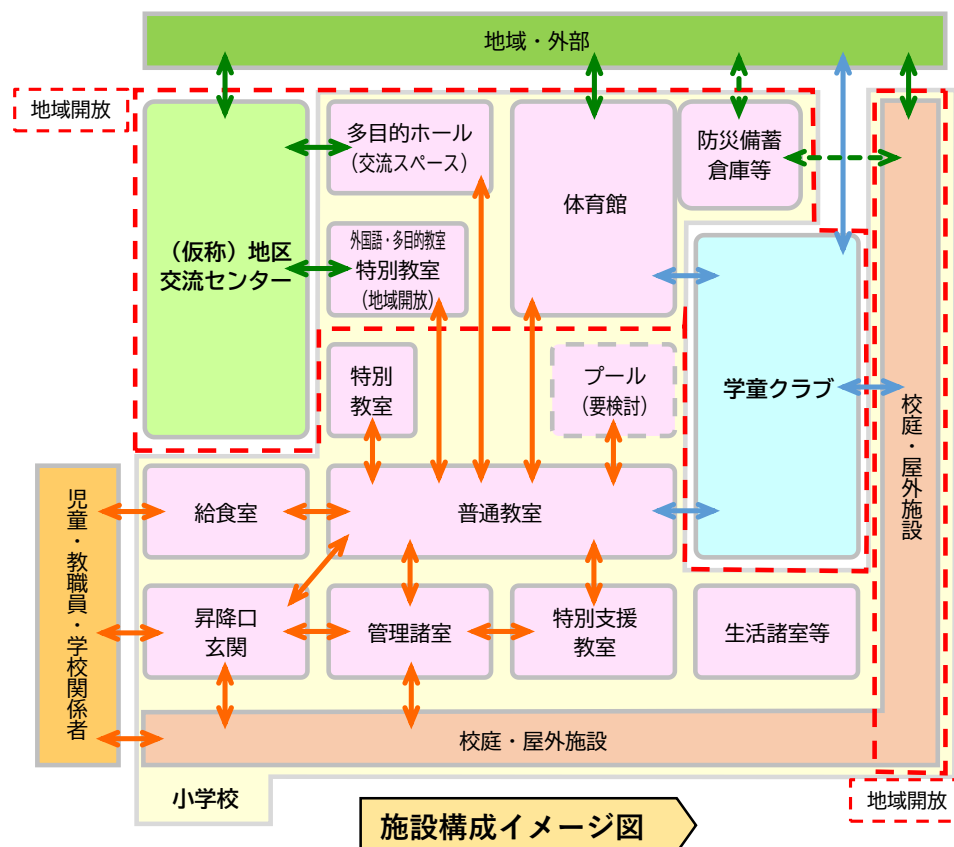 地域・外部
地域開放
多目的ホール
（交流スペース）
体育館
防災備蓄
倉庫等
（仮称）地区
交流センター
外国語・多目的教室
特別教室
（地域開放）
特別
教室
プール
（要検討）
学童クラブ
校庭・屋外施設
児童・教職員・学校関係者
給食室
普通教室
昇降口
玄関
管理諸室
特別支援
教室
生活諸室等
校庭・屋外施設
小学校
地域開放
施設構成イメージ図